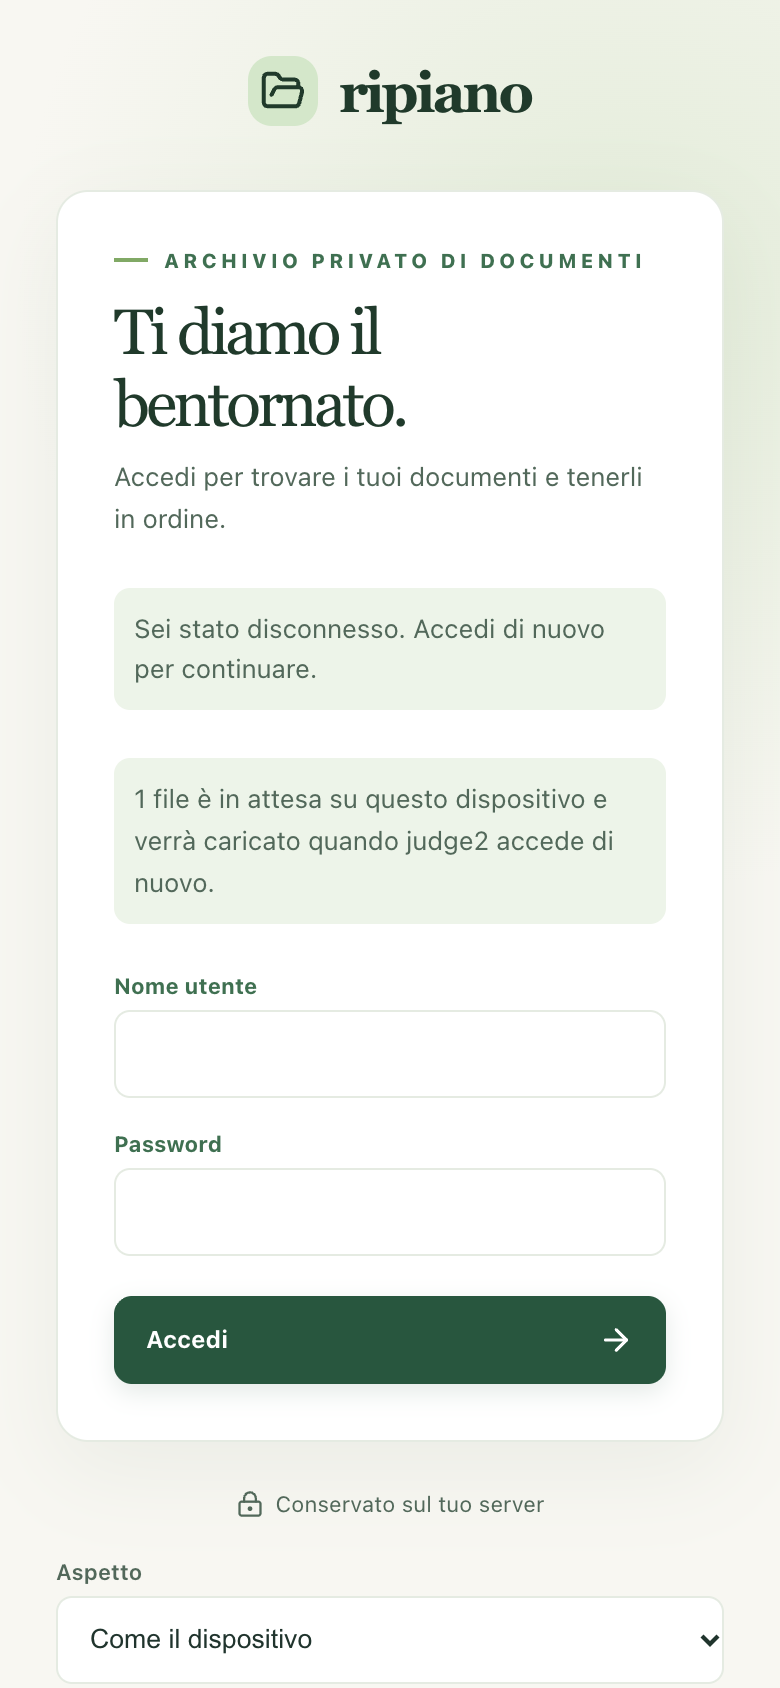 ripiano
ARCHIVIO PRIVATO DI DOCUMENTI
Ti diamo il
bentornato.
Accedi per trovare i tuoi documenti e tenerli
in ordine.
Sei stato disconnesso. Accedi di nuovo
per continuare.
1 file è in attesa su questo dispositivo e
verrà caricato quando judge2 accede di
nuovo.
Nome utente
Password
Accedi
Conservato sul tuo server
Aspetto
Come il dispositivo